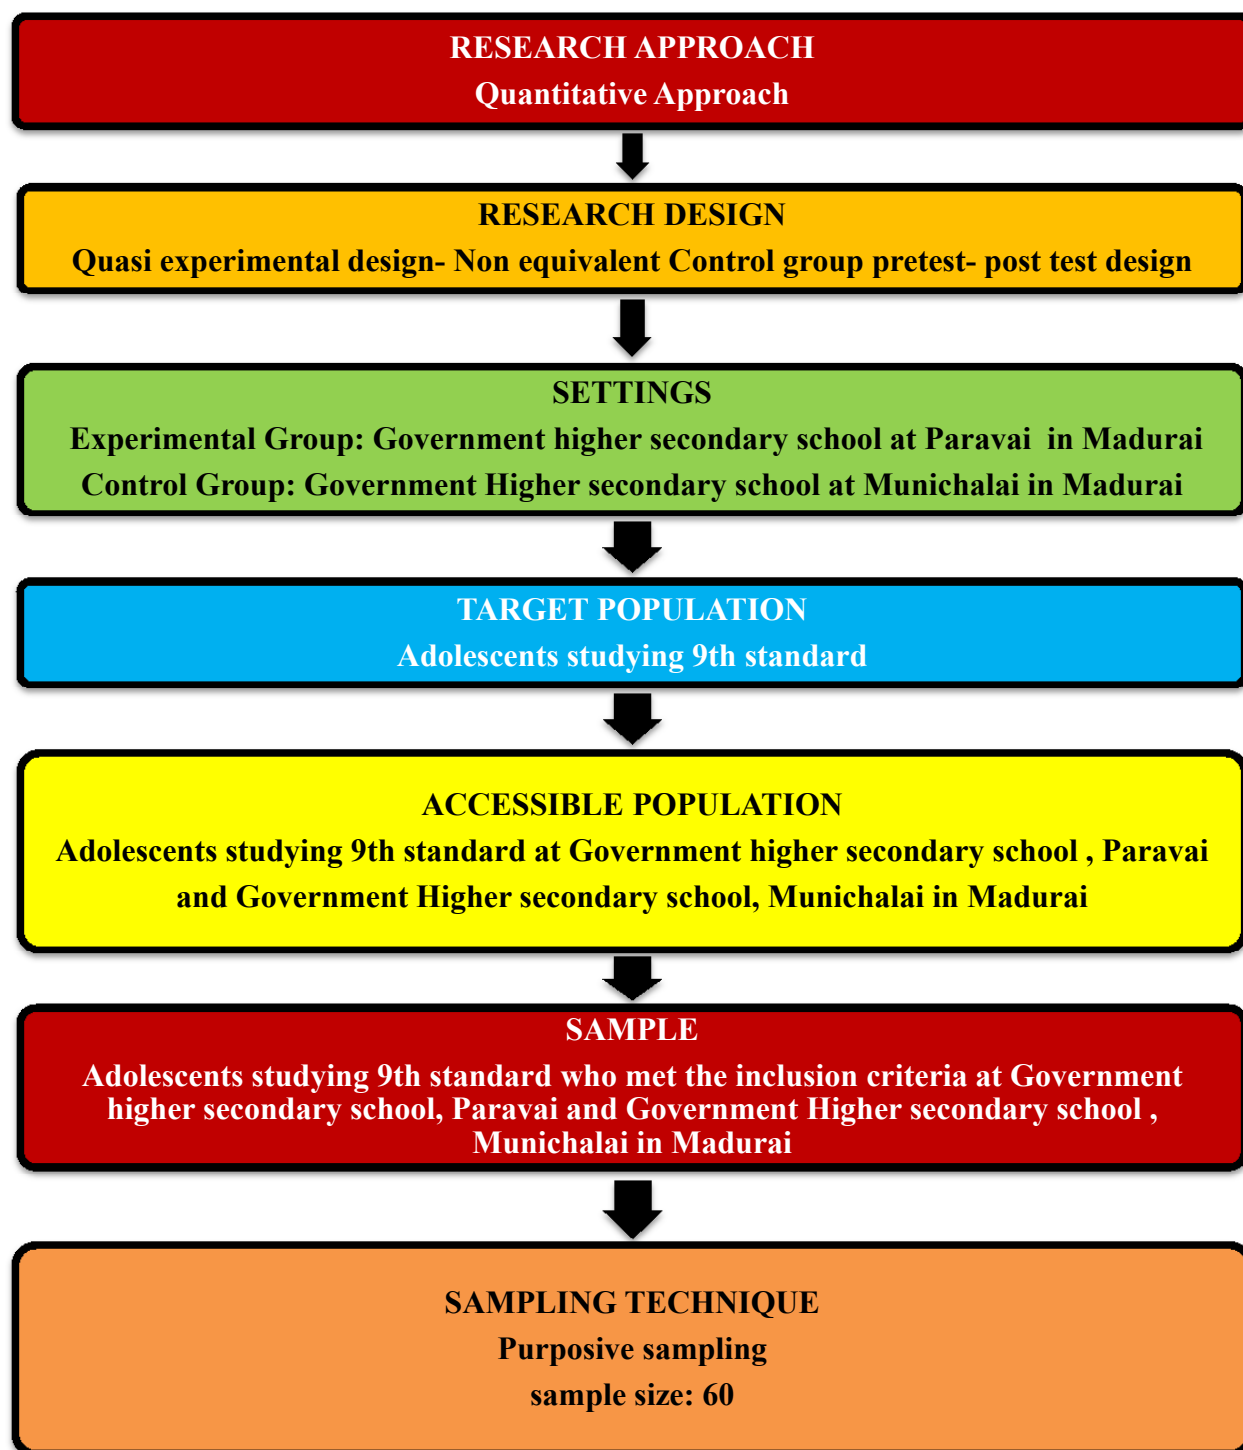 RESEARCH APPROACH
Quantitative Approach
RESEARCH DESIGN
Quasi experimental design- Non equivalent Control group pretest- post test design
SETTINGS
Experimental Group: Government higher secondary school at Paravai in Madurai
Control Group: Government Higher secondary school at Munichalai in Madurai
TARGET POPULATION
Adolescents studying 9th standard
ACCESSIBLE POPULATION
Adolescents studying 9th standard at Government higher secondary school , Paravai
and Government Higher secondary school, Munichalai in Madurai
SAMPLE
Adolescents studying 9th standard who met the inclusion criteria at Government
higher secondary school, Paravai and Government Higher secondary school ,
Munichalai in Madurai
SAMPLING TECHNIQUE
Purposive sampling
sample size: 60